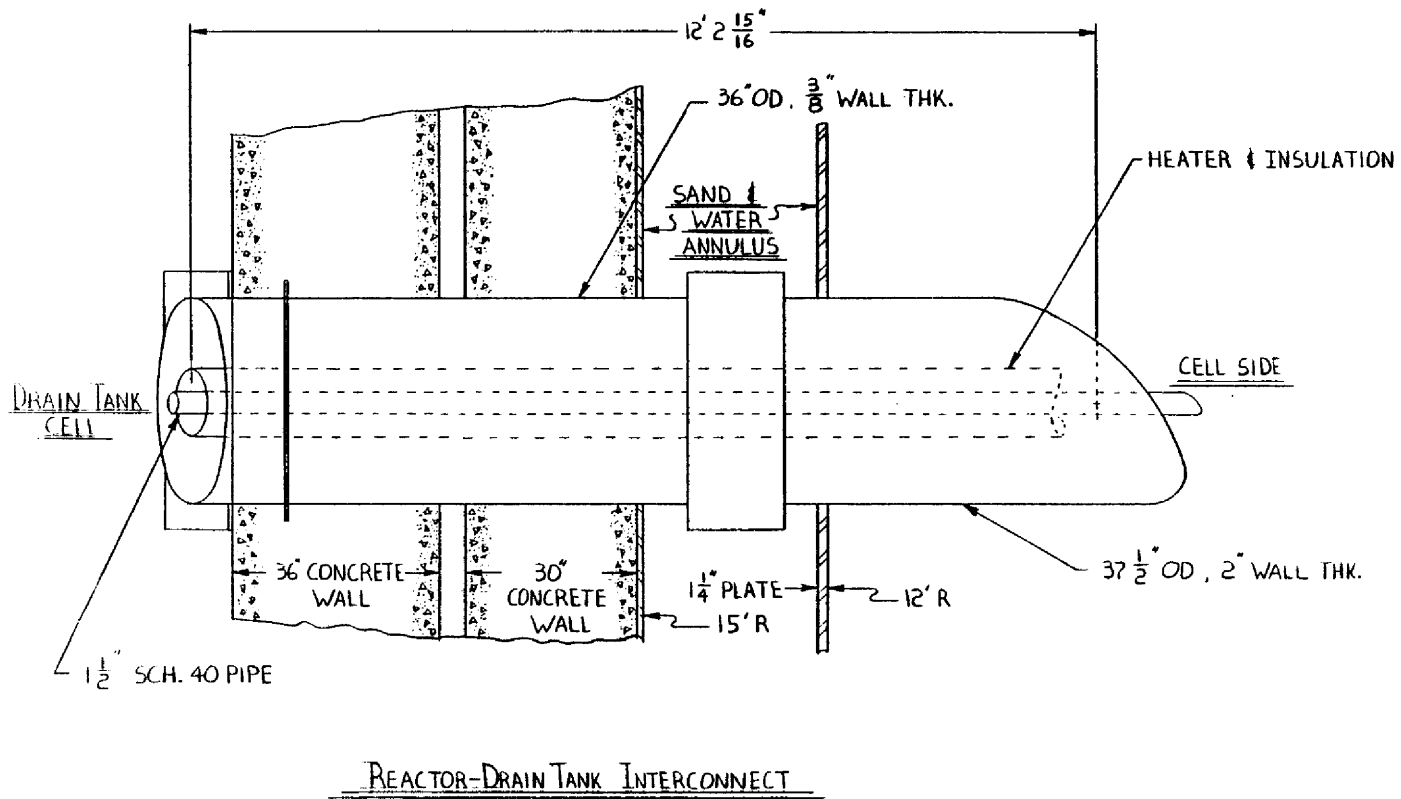 12' 2 15/16"
36" OD, 3/8" WALL THK.
HEATER & INSULATION
SAND &
WATER
ANNULUS
CELL SIDE
DRAIN TANK
CELL
36" CONCRETE
WALL
30"
CONCRETE
WALL
1 1/4" PLATE
12' R
15' R
37 1/2" OD, 2" WALL THK.
1 1/2" SCH. 40 PIPE
REACTOR-DRAIN TANK INTERCONNECT